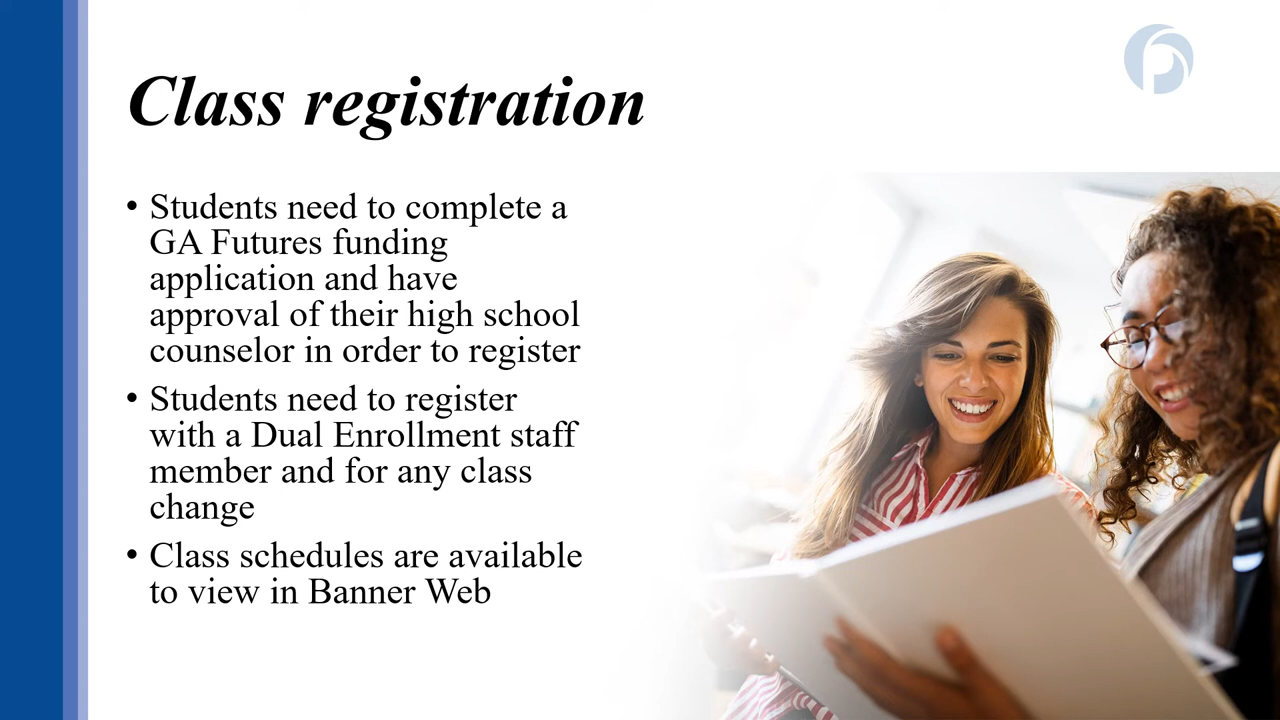 Class registration
• Students need to complete a
GA Futures funding
application and have
approval of their high school
counselor in order to register
• Students need to register
with a Dual Enrollment staff
member and for any class
change
• Class schedules are available
to view in Banner Web